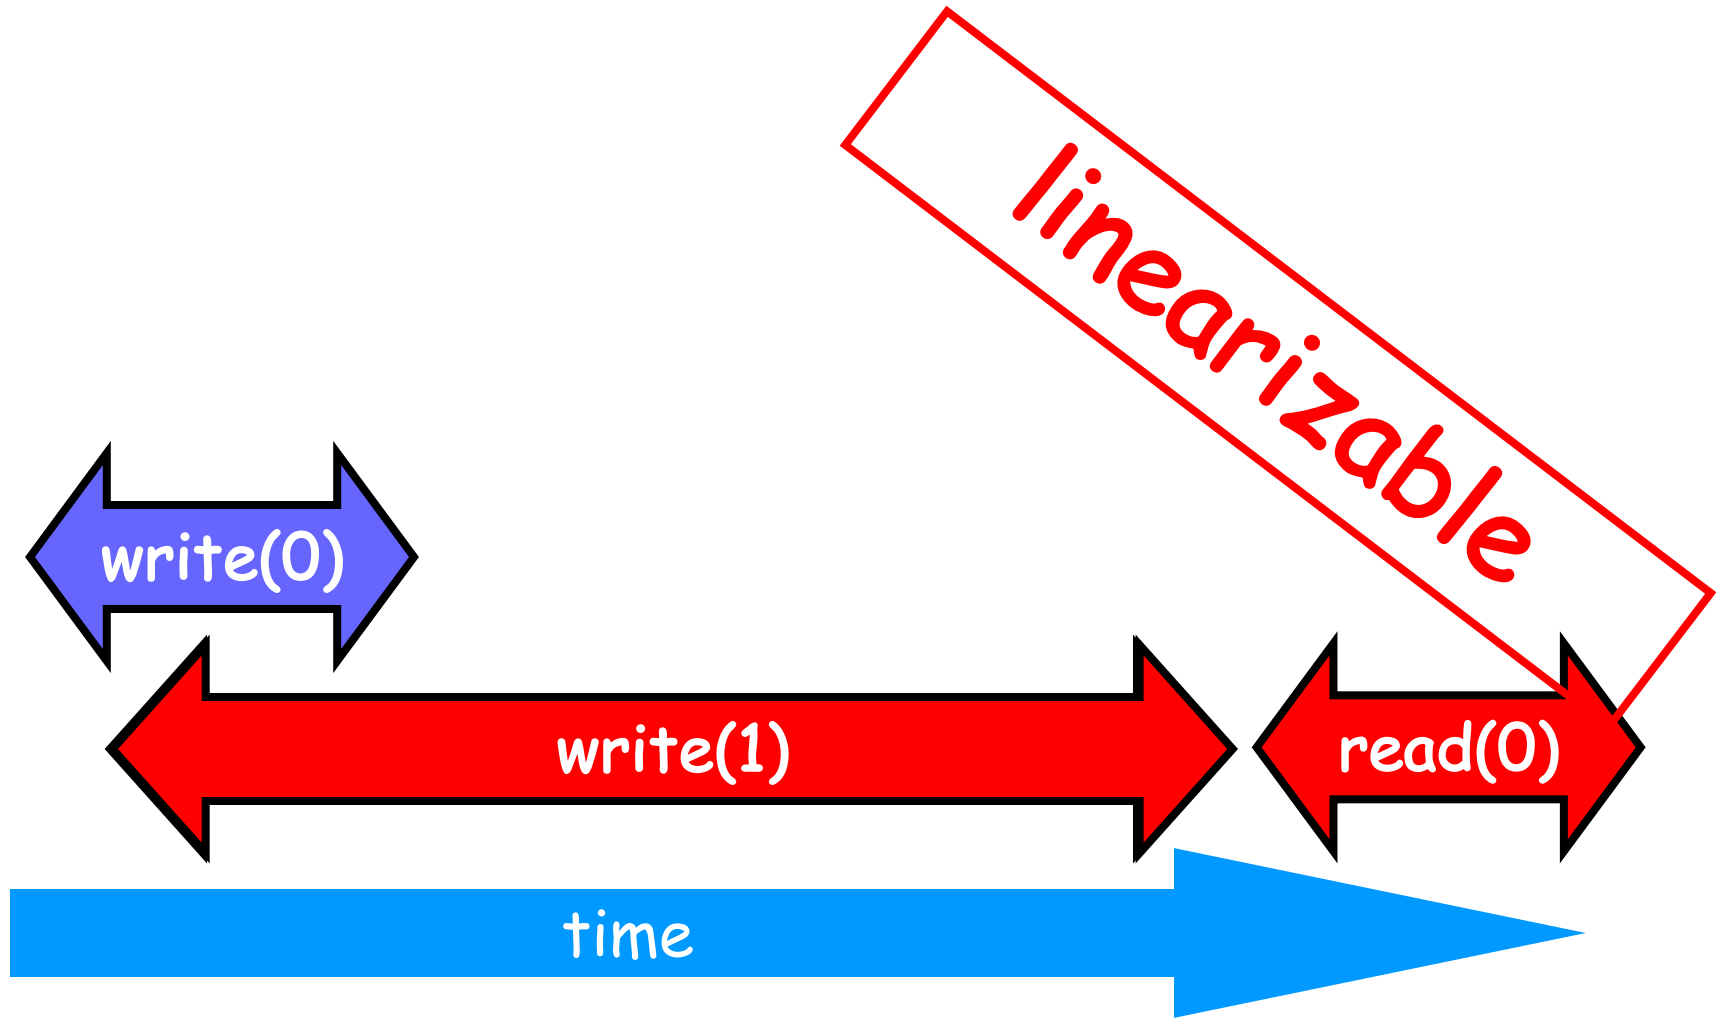 linearizable
write(0)
write(1)
read(0)
time